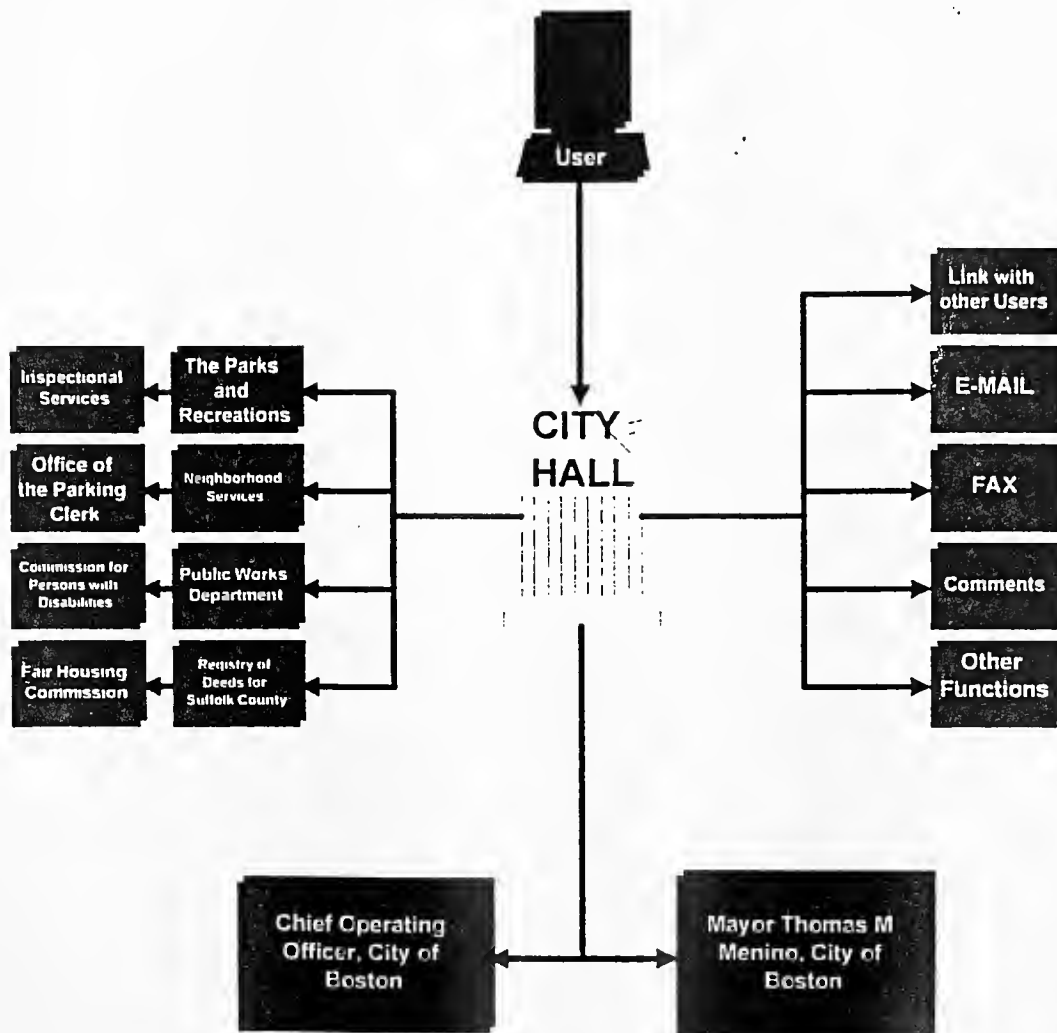 User
CITY
HALL
Inspectional
Services
The Parks
and
Recreations
Office of
the Parking
Clerk
Neighborhood
Services
Commission for
Persons with
Disabilities
Public Works
Department
Fair Housing
Commission
Registry of
Deeds for
Suffolk County
Link with
other Users
E-MAIL
FAX
Comments
Other
Functions
Chief Operating
Officer, City of
Boston
Mayor Thomas M
Menino, City of
Boston